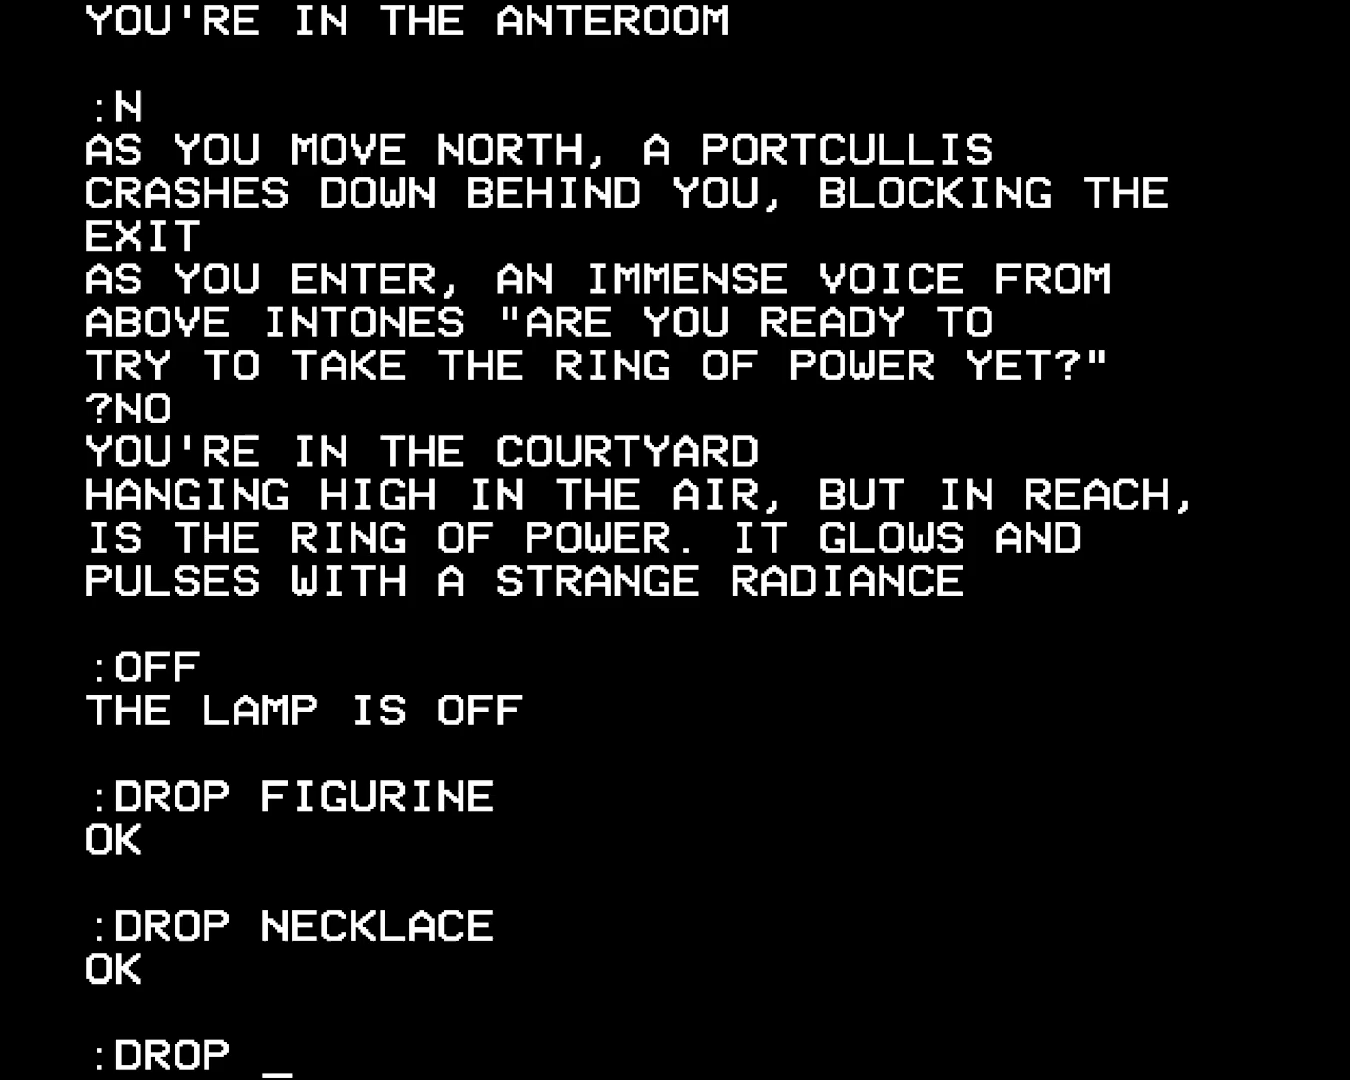 YOU'RE IN THE ANTEROOM
:N
AS YOU MOVE NORTH, A PORTCULLIS
CRASHES DOWN BEHIND YOU, BLOCKING THE
EXIT
AS YOU ENTER, AN IMMENSE VOICE FROM
ABOVE INTONES "ARE YOU READY TO
TRY TO TAKE THE RING OF POWER YET?"
?NO
YOU'RE IN THE COURTYARD
HANGING HIGH IN THE AIR, BUT IN REACH,
IS THE RING OF POWER. IT GLOWS AND
PULSES WITH A STRANGE RADIANCE
:OFF
THE LAMP IS OFF
:DROP FIGURINE
OK
:DROP NECKLACE
OK
:DROP _